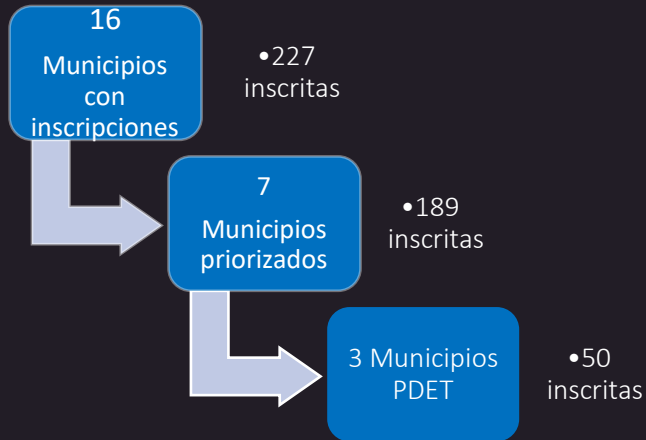 16
Municipios
con
inscripciones
•227
inscritas
7
Municipios
priorizados
•189
inscritas
3 Municipios
PDET
•50
inscritas